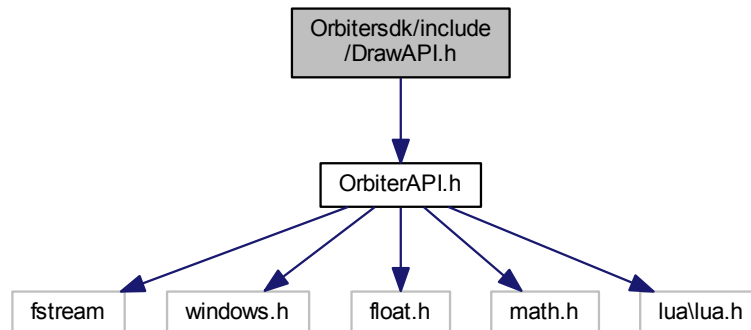 Orbitersdk/include
/DrawAPI.h
OrbiterAPI.h
fstream
windows.h
float.h
math.h
lua\lua.h